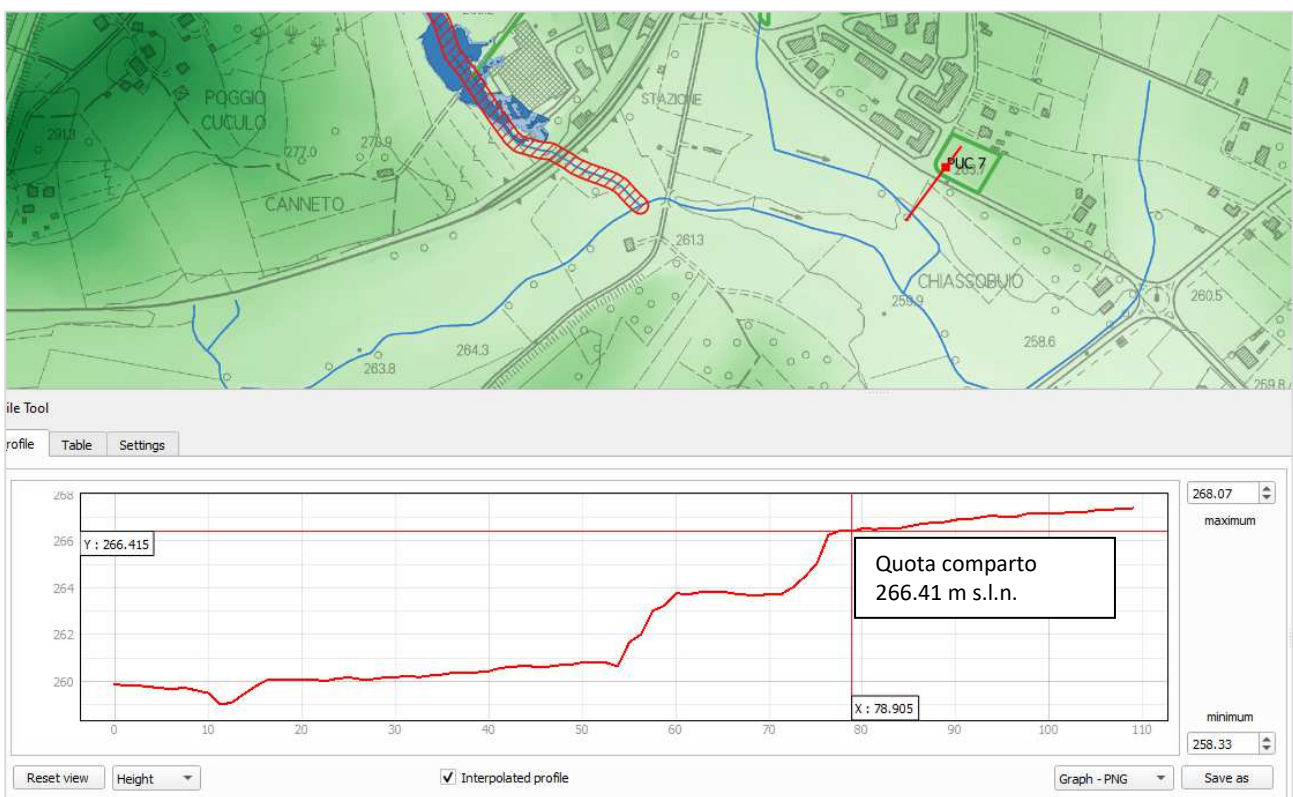 POGGIO
CUCULO
STAZIONE
291.3
277.0
270.9
PUC 7
CANNETO
261.3
CHIASSOBUIO
259.9
260.5
264.3
258.6
263.8
259.8
ile Tool
rofile
Table
Settings
268
268.07
maximum
266
Y : 266.415
Quota comparto
266.41 m s.l.n.
264
262
260
X : 78.905
minimum
0
10
20
30
40
50
60
70
80
90
100
110
258.33
Reset view
Height
Interpolated profile
Graph - PNG
Save as